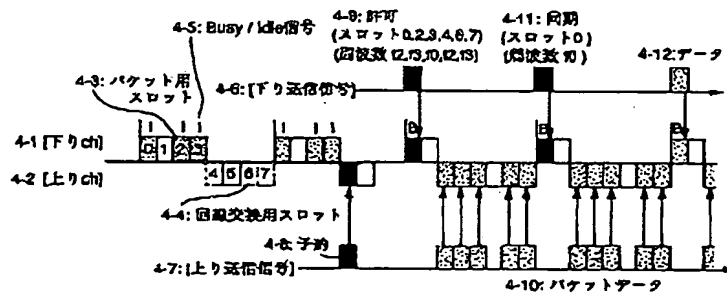 4-9: 許可
(スロット0,2,3,4,6,7)
(周波数12,13,10,12,13)
4-11: 同期
(スロット0)
(周波数10)
4-5: Busy / Idle信号
4-12: データ
4-3: パケット用
スロット
4-6: [下り送信信号]
I I I
I I I
B
B
B
4-1 [下りch]
0 1 2 3
4-2 [上りch]
4 5 6 7
4-4: 回線交換用スロット
4-8: 予約
4-7: [上り送信信号]
4-10: パケットデータ